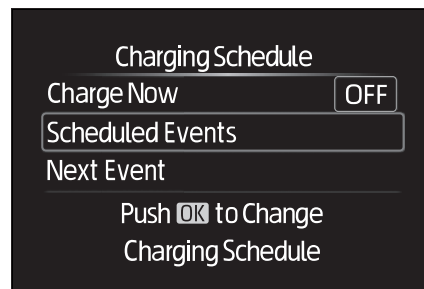 Charging Schedule
Charge Now OFF
Scheduled Events
Next Event
Push OK to Change
Charging Schedule